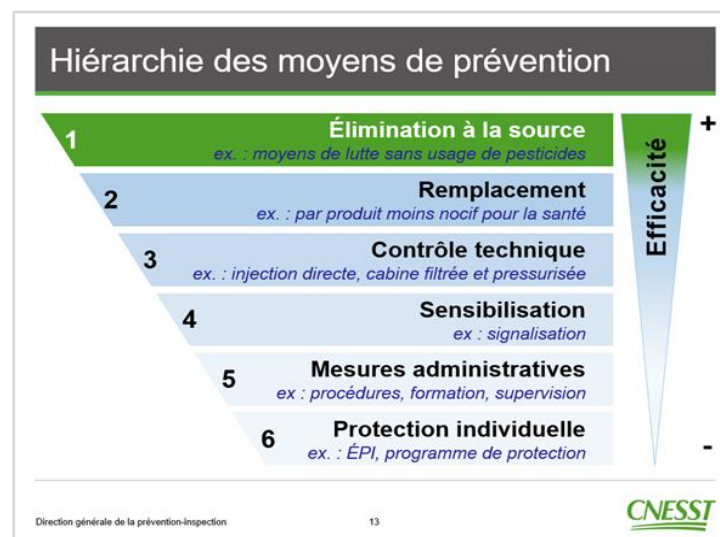 Hiérarchie des moyens de prévention
1
Élimination à la source
ex. : moyens de lutte sans usage de pesticides
2
Remplacement
ex. : par produit moins nocif pour la santé
3
Contrôle technique
ex. : injection directe, cabine filtrée et pressurisée
4
Sensibilisation
ex : signalisation
5
Mesures administratives
ex : procédures, formation, supervision
6
Protection individuelle
ex. : ÉPI, programme de protection
+
Efficacité
-
Direction générale de la prévention-inspection
13
CNESST